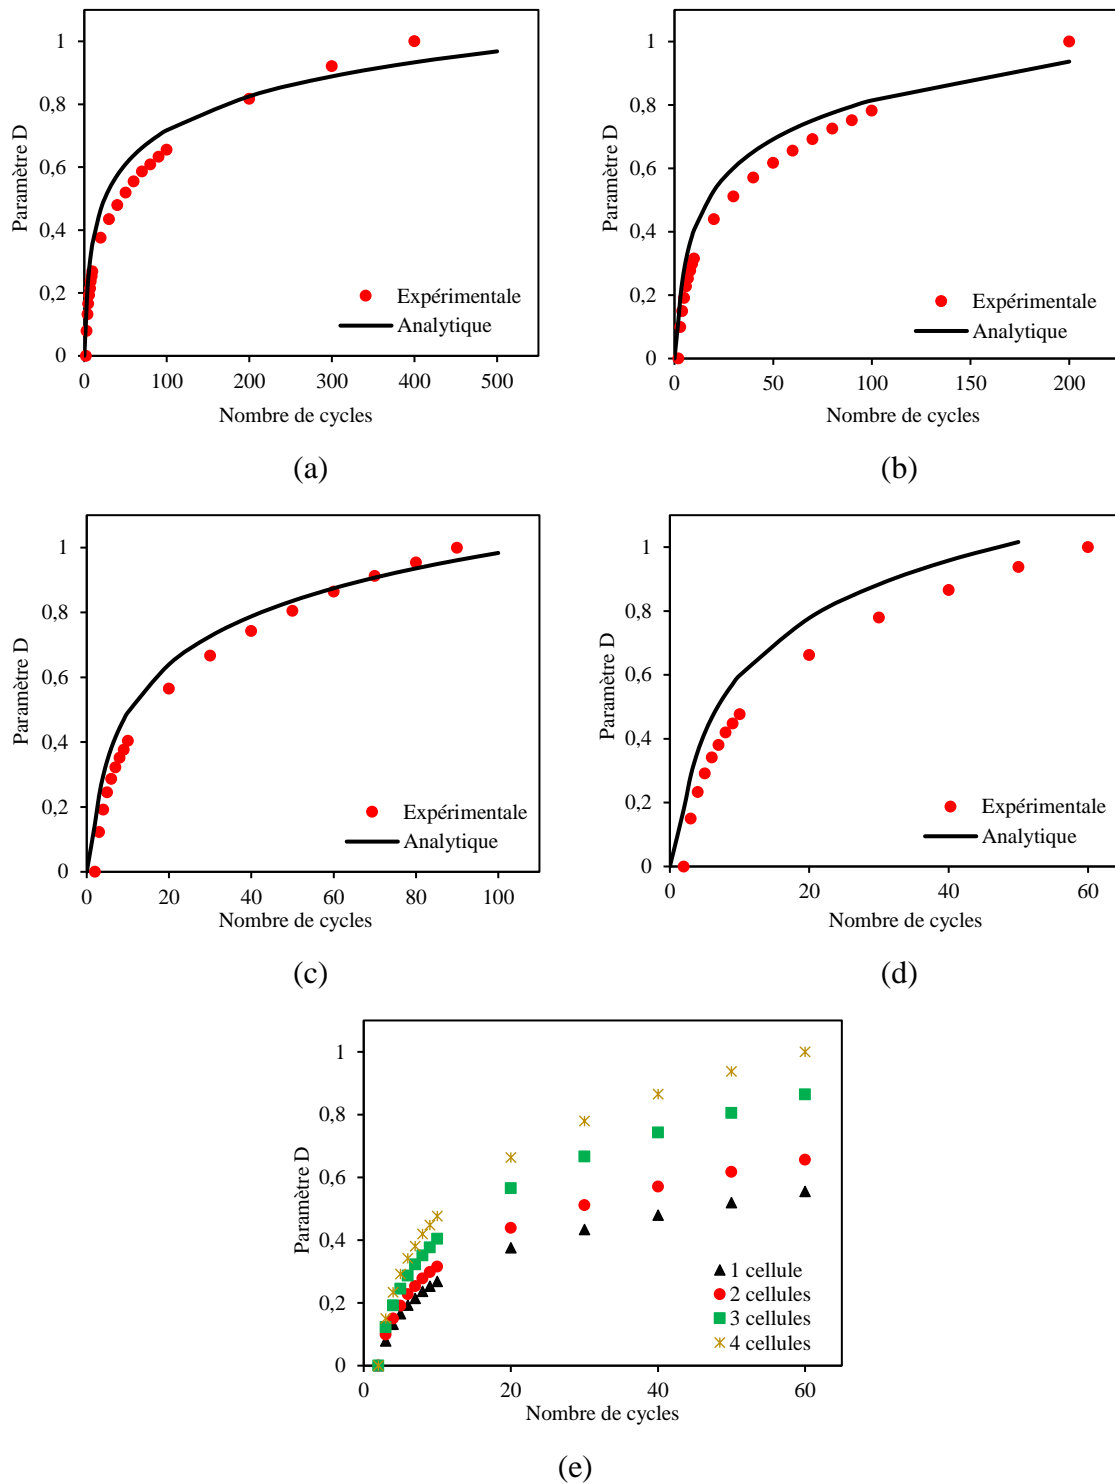 1
0,8
0,6
0,4
0,2
0
Paramètre D
Expérimentale
Analytique
0 100 200 300 400 500
Nombre de cycles
(a)
1
0,8
0,6
0,4
0,2
0
Paramètre D
Expérimentale
Analytique
0 50 100 150 200
Nombre de cycles
(b)
1
0,8
0,6
0,4
0,2
0
Paramètre D
Expérimentale
Analytique
0 20 40 60 80 100
Nombre de cycles
(c)
1
0,8
0,6
0,4
0,2
0
Paramètre D
Expérimentale
Analytique
0 20 40 60
Nombre de cycles
(d)
1
0,8
0,6
0,4
0,2
0
Paramètre D
1 cellule
2 cellules
3 cellules
4 cellules
0 20 40 60
Nombre de cycles
(e)